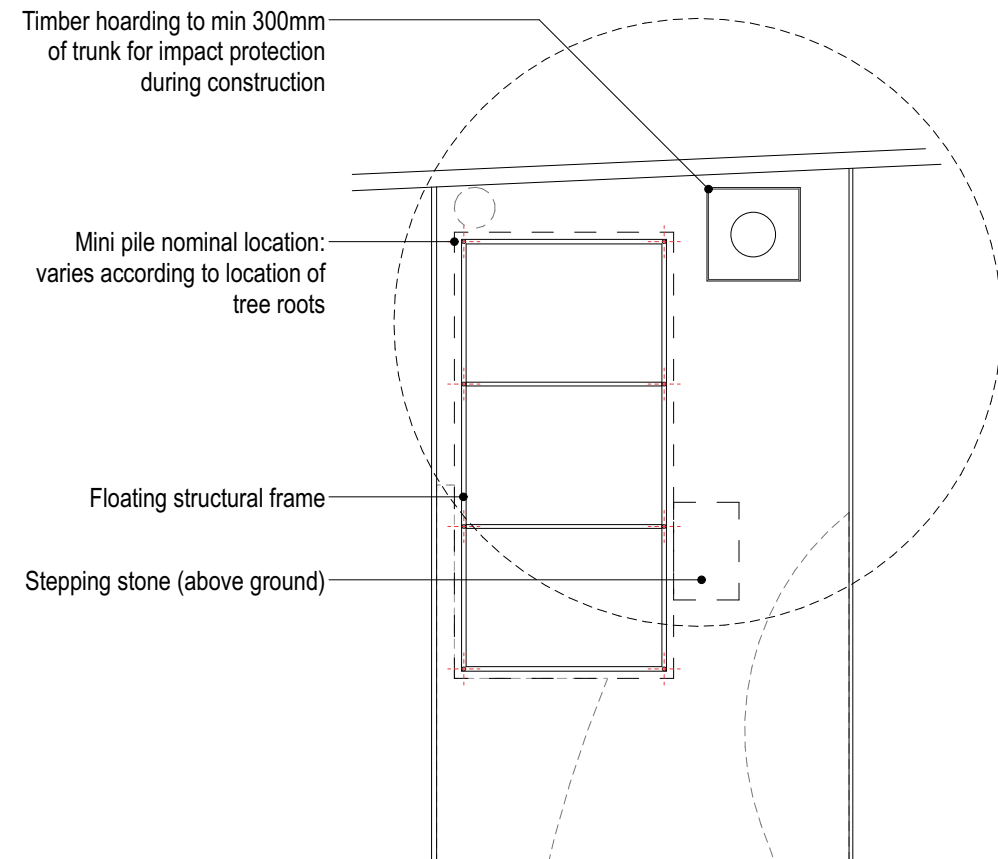 Timber hoarding to min 300mm
of trunk for impact protection
during construction
Mini pile nominal location:
varies according to location of
tree roots
Floating structural frame
Stepping stone (above ground)